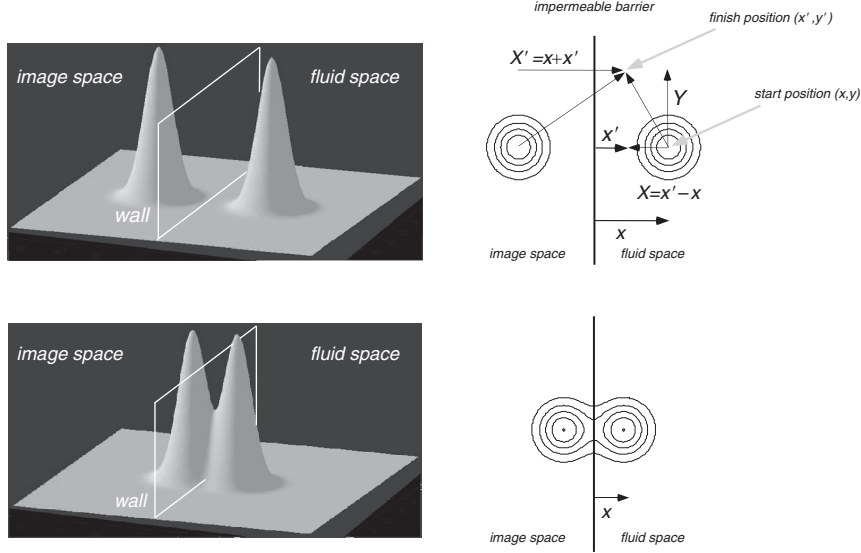 image space
fluid space
wall
impermeable barrier
finish position (x′,y′)
X′=x+x′
Y
start position (x,y)
x′
X=x′−x
x
image space
fluid space
image space
fluid space
wall
x
image space
fluid space